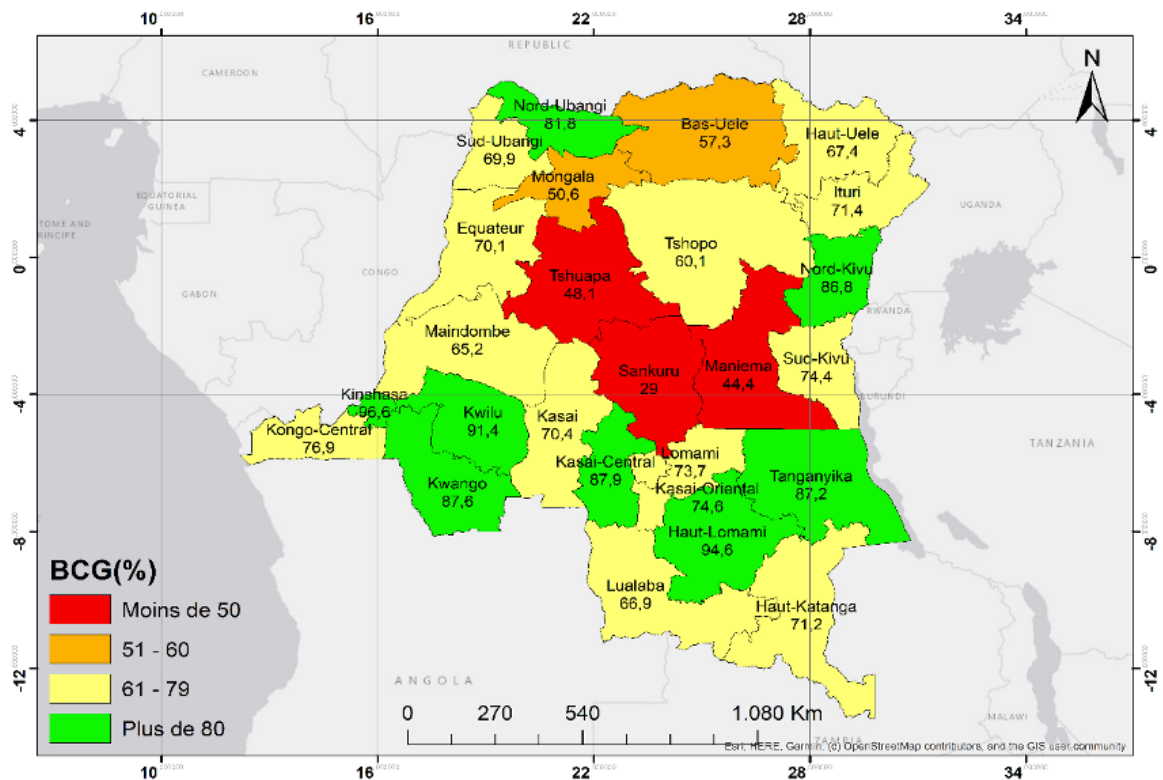 10
16
22
28
34
REPUBLIC
CAMEROON
N
Nord-Ubangi
81,8
4
4
Bas-Uele
57,3
Haut-Uele
67,4
Sud-Ubangi
69,9
Mongala
50,6
Ituri
71,4
EQUATORIAL
GUINEA
UGANDA
TOME AND
RINCIPE
Equateur
70,1
Tshopo
60,1
0
0
CONGO
Tshuapa
48,1
Nord-Kivu
86,8
GABON
RWANDA
Maindombe
65,2
Sud-Kivu
74,4
Sankuru
29
Maniema
44,4
-4
-4
Kinshasa
96,6
BURUNDI
Kongo-Central
76,9
Kwilu
91,4
Kasai
70,4
TANZANIA
Kasai-Central
87,9
Lomami
73,7
Kwango
87,6
Kasai-Oriental
74,6
Tanganyika
87,2
-8
-8
Haut-Lomami
94,6
BCG(%)
Moins de 50
51 - 60
61 - 79
Plus de 80
Lualaba
66,9
Haut-Katanga
71,2
-12
-12
ANGOLA
0 270 540 1.080 Km
MALAWI
ZAMBIA
Esri, HERE, Garmin, (c) OpenStreetMap contributors, and the GIS user community
10
16
22
28
34